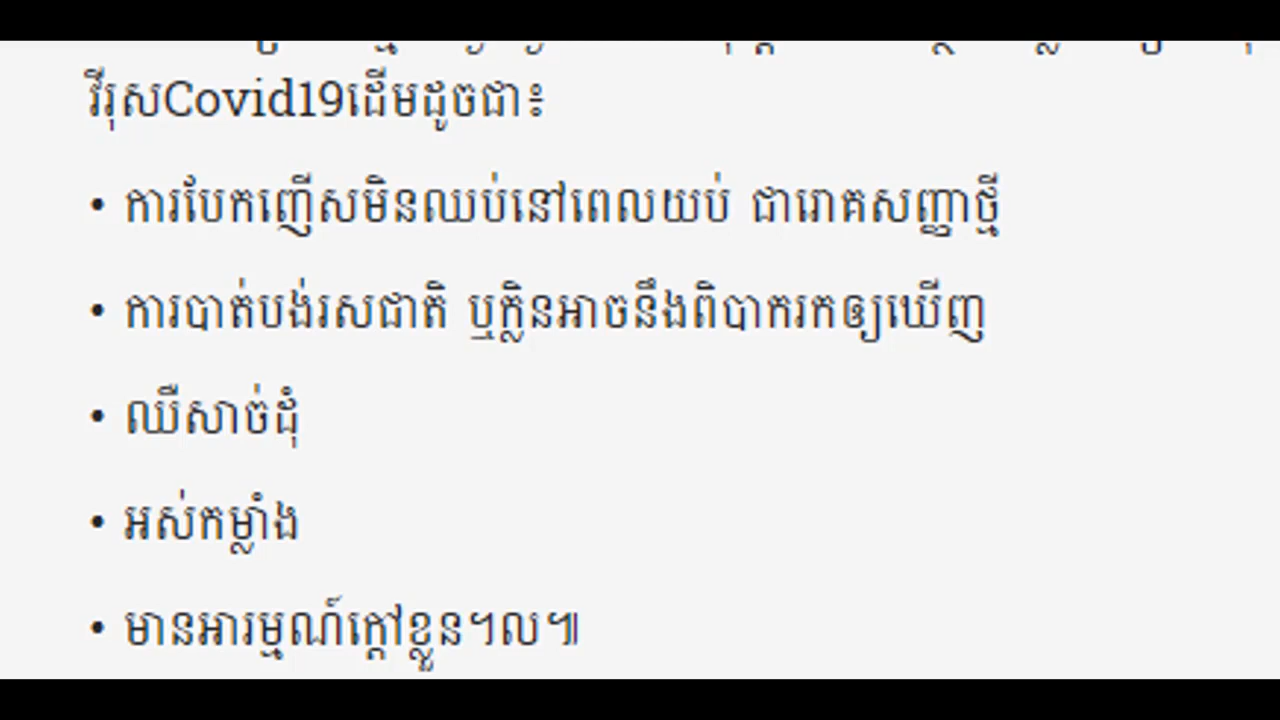 វីរុសCovid19ដើមដូចជា៖
• ការបែកញើសមិនឈប់នៅពេលយប់ ជារោគសញ្ញាថ្មី
• ការបាត់បង់រសជាតិ ឬក្លិនអាចនឹងពិបាករកឲ្យឃើញ
• ឈឺសាច់ដុំ
• អស់កម្លាំង
• មានអារម្មណ៍ក្តៅខ្លួន។ល៕